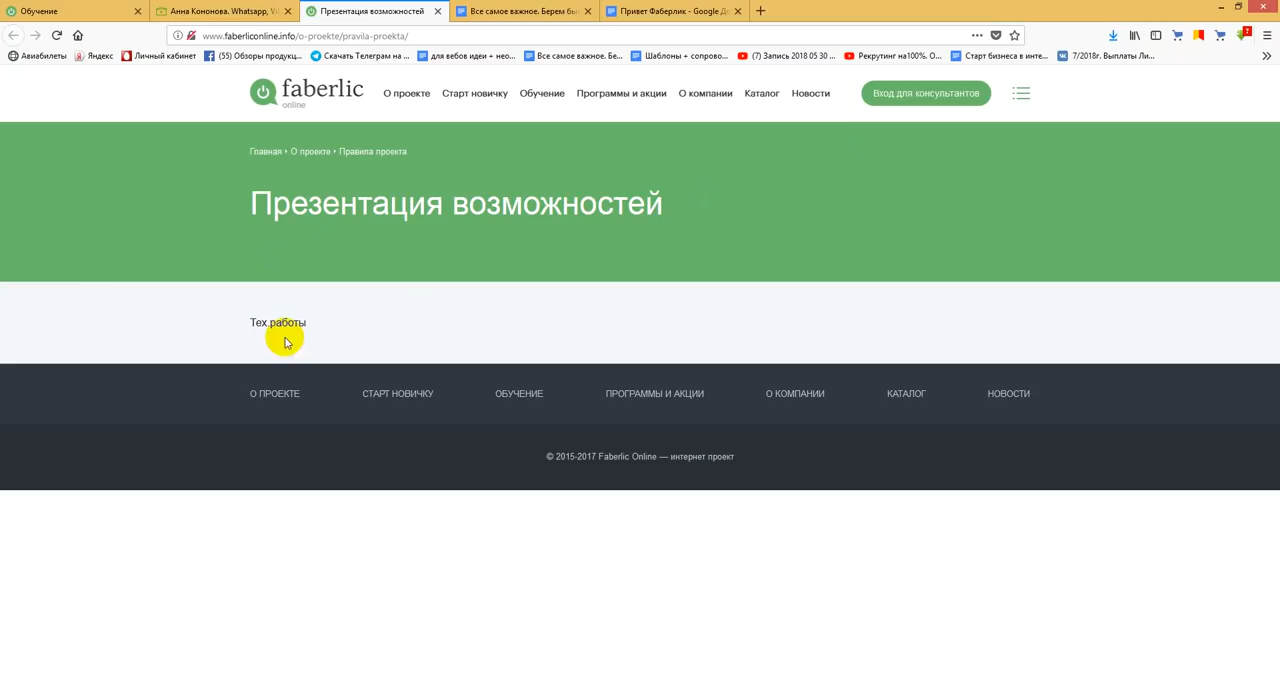 Обучение
Анна Кононова. Whatsapp, Vi
Презентация возможностей
Все самое важное. Берем бы
Привет Фаберлик - Google До
www.faberliconline.info/o-proekte/pravila-proekta/
Авиабилеты
Яндекс
Личный кабинет
(55) Обзоры продукц...
Скачать Телеграм на ...
для вебов идеи + нео...
Все самое важное. Бе...
Шаблоны + сопрово...
(7) Запись 2018 05 30 ...
Рекрутинг на100%. О...
Старт бизнеса в инте...
7/2018г. Выплаты Ли...
faberlic
online
О проекте
Старт новичку
Обучение
Программы и акции
О компании
Каталог
Новости
Вход для консультантов
Главная
О проекте
Правила проекта
Презентация возможностей
Тех.работы
О ПРОЕКТЕ
СТАРТ НОВИЧКУ
ОБУЧЕНИЕ
ПРОГРАММЫ И АКЦИИ
О КОМПАНИИ
КАТАЛОГ
НОВОСТИ
© 2015-2017 Faberlic Online — интернет проект